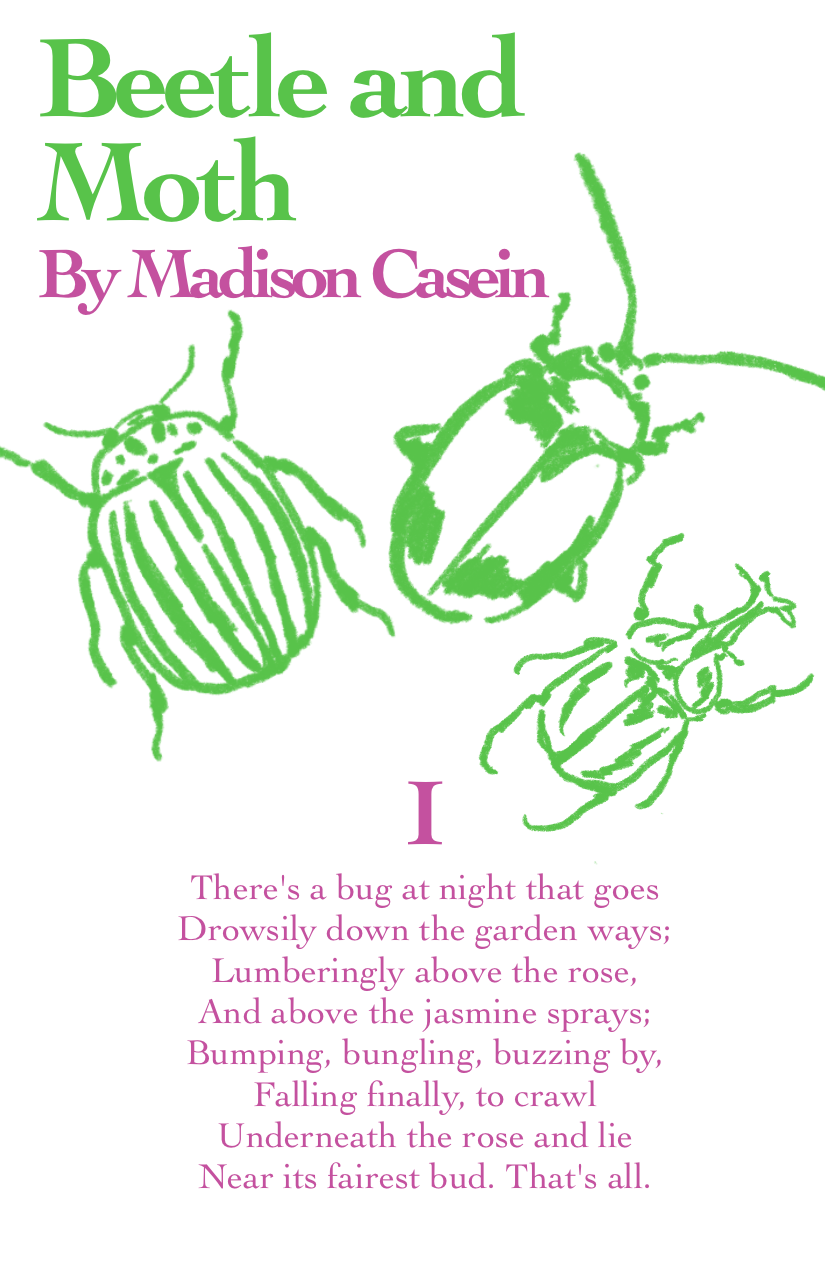 Beetle and
Moth
By Madison Casein
I
There's a bug at night that goes
Drowsily down the garden ways;
Lumberingly above the rose,
And above the jasmine sprays;
Bumping, bungling, buzzing by,
Falling finally, to crawl
Underneath the rose and lie
Near its fairest bud. That's all.